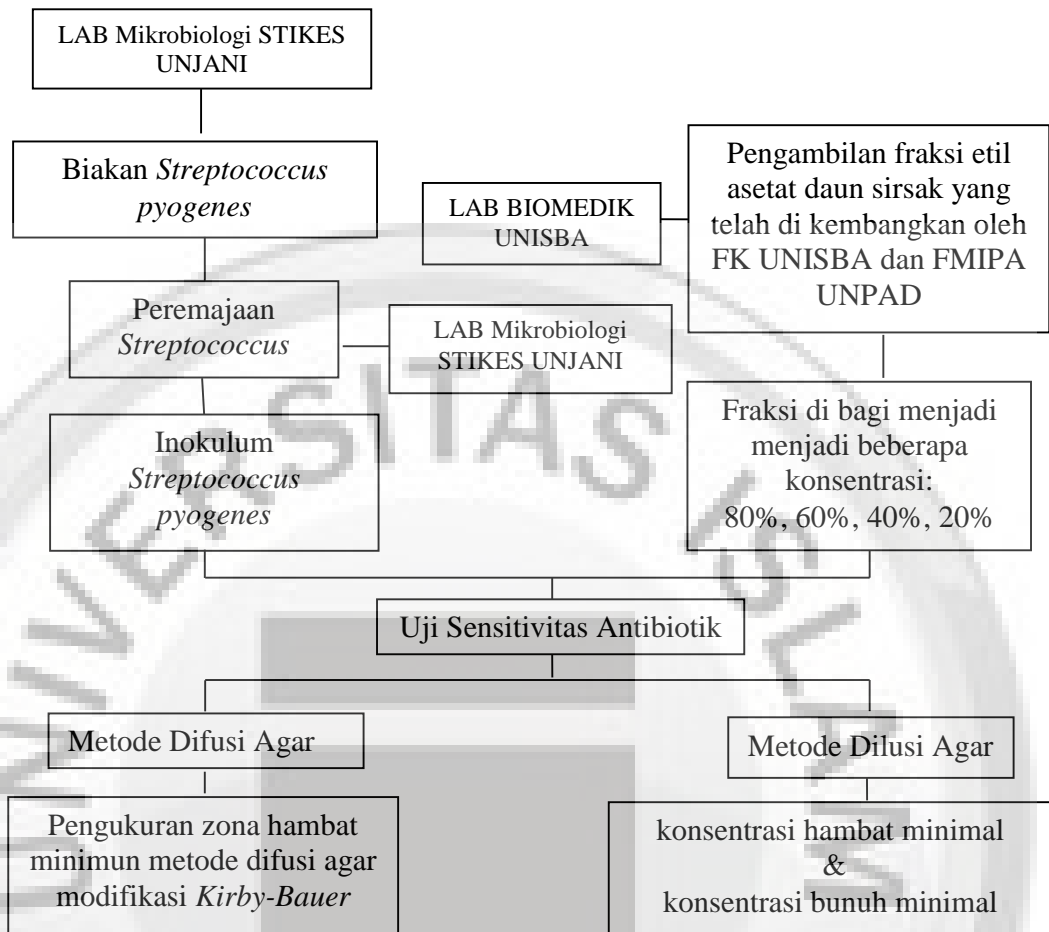 LAB Mikrobiologi STIKES
UNJANI
Biakan Streptococcus
pyogenes
LAB BIOMEDIK
UNISBA
Pengambilan fraksi etil
asetat daun sirsak yang
telah di kembangkan oleh
FK UNISBA dan FMIPA
UNPAD
Peremajaan
Streptococcus
LAB Mikrobiologi
STIKES UNJANI
Inokulum
Streptococcus
pyogenes
Fraksi di bagi menjadi
menjadi beberapa
konsentrasi:
80%, 60%, 40%, 20%
Uji Sensitivitas Antibiotik
Metode Difusi Agar
Metode Dilusi Agar
Pengukuran zona hambat
minimun metode difusi agar
modifikasi Kirby-Bauer
konsentrasi hambat minimal
&
konsentrasi bunuh minimal
UNIVERSITAS ISLAM